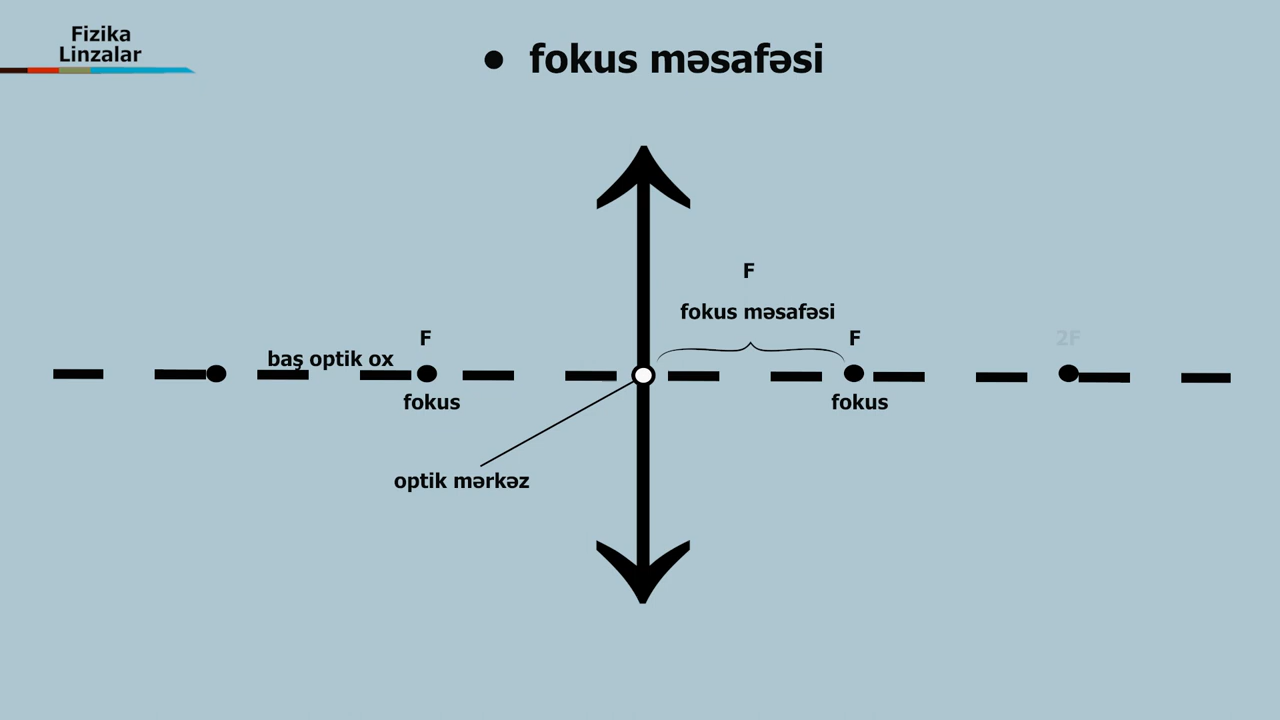 Fizika
Linzalar
• fokus məsafəsi
F
fokus məsafəsi
F
F
2F
baş optik ox
fokus
fokus
optik mərkəz